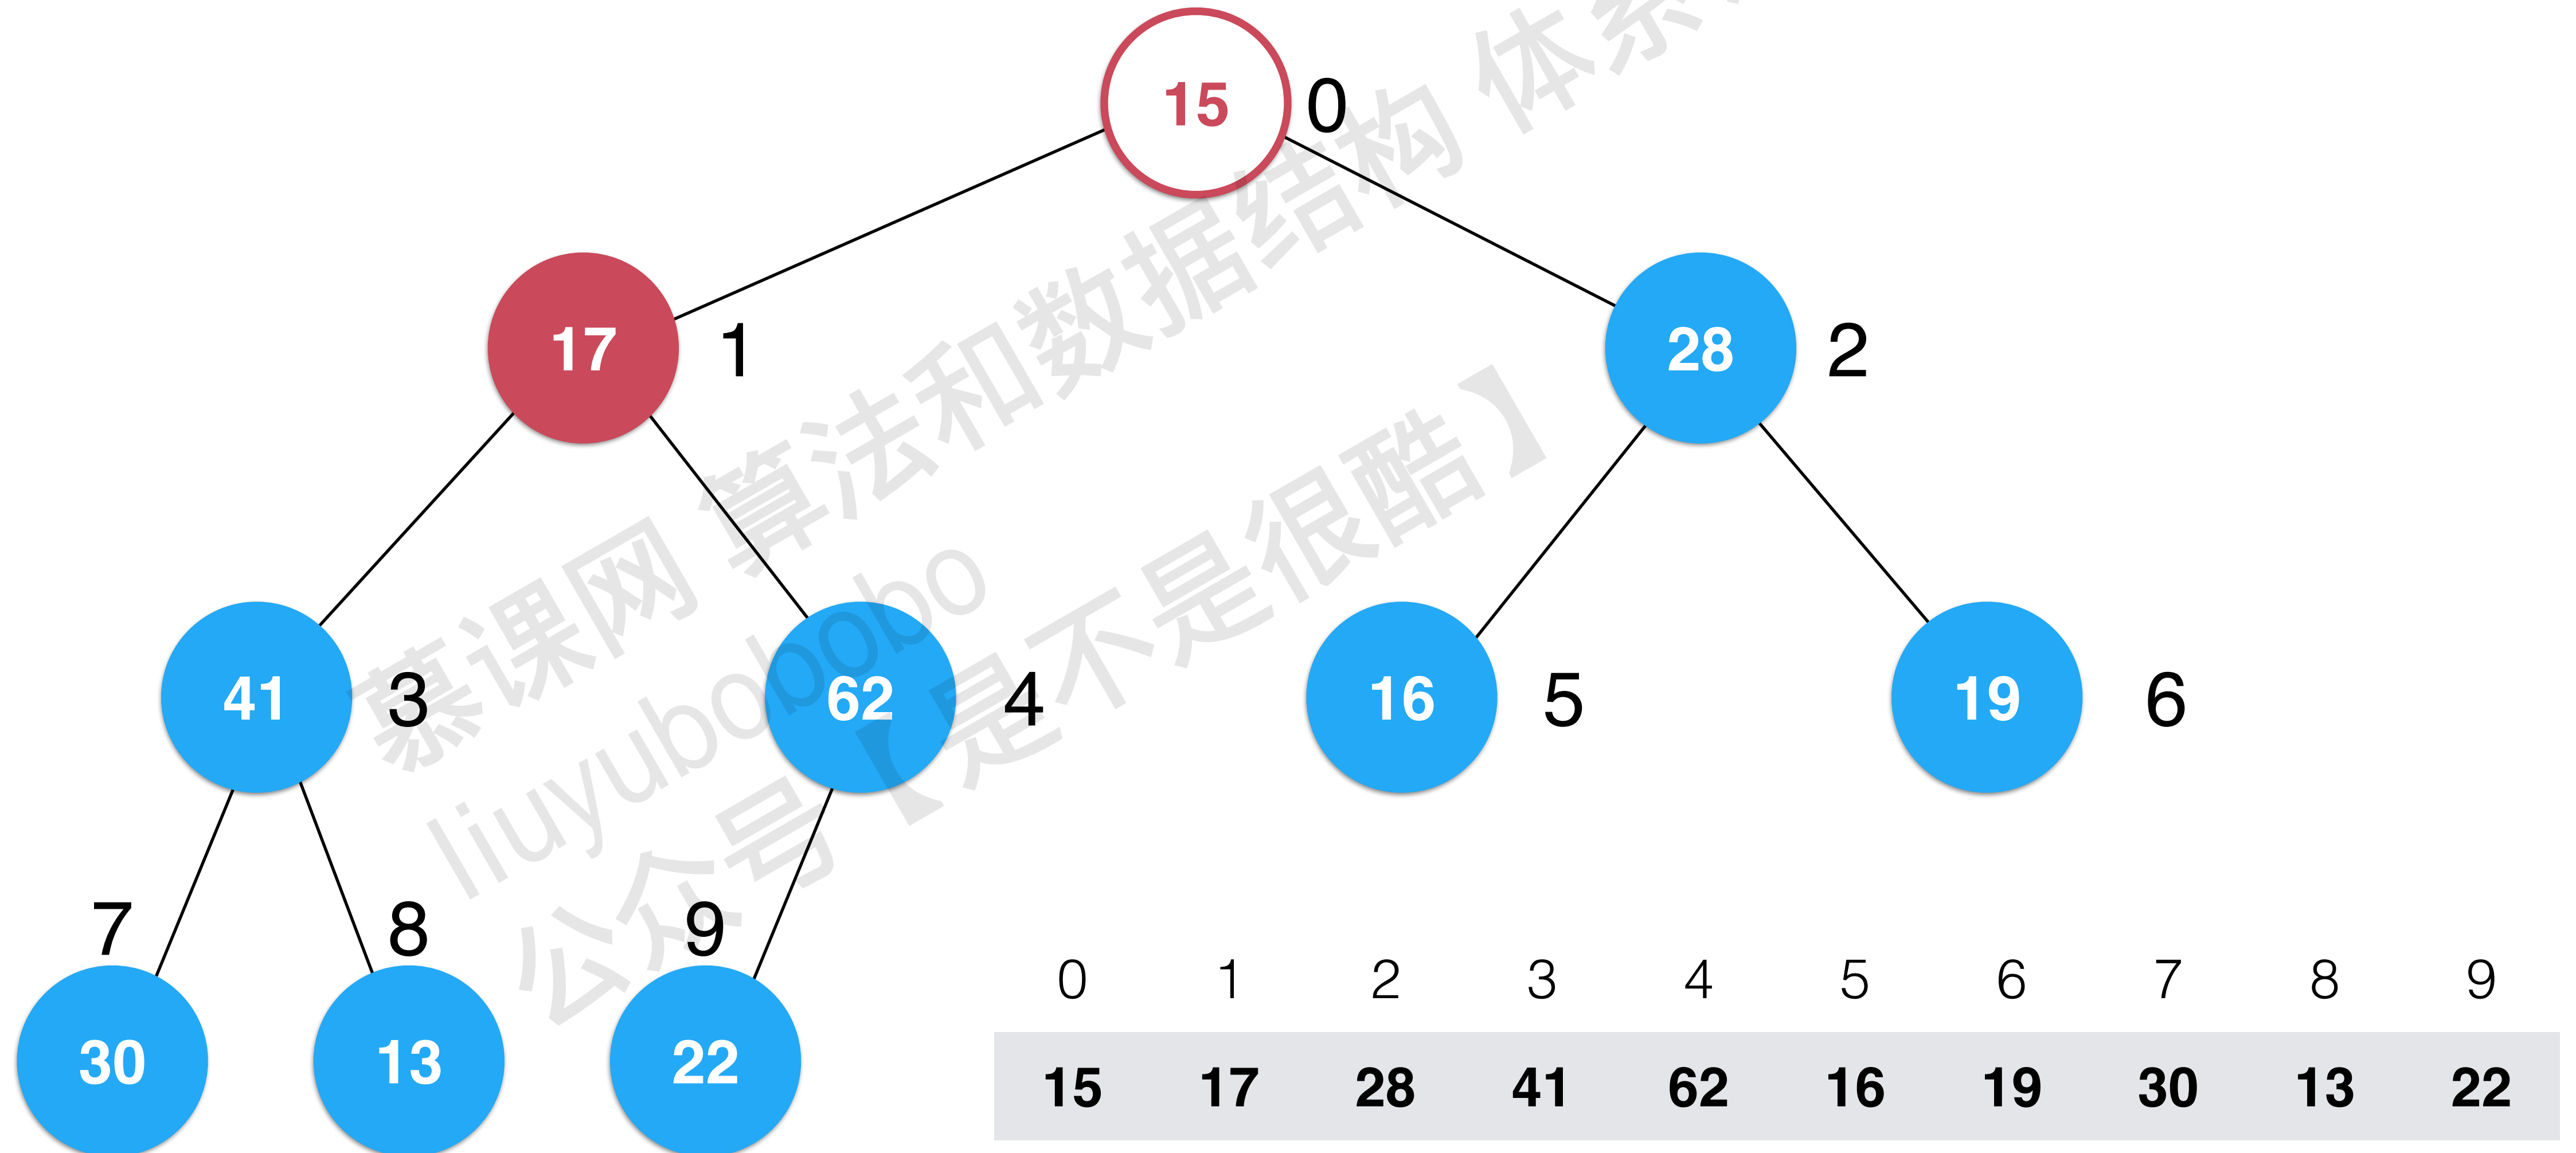 15 0
17 1 28 2
41 3 62 4 16 5 19 6
7 8 9
30 13 22
0 1 2 3 4 5 6 7 8 9
15 17 28 41 62 16 19 30 13 22
慕课网 算法和数据结构 体系
liuyubobobo
公众号【是不是很酷】